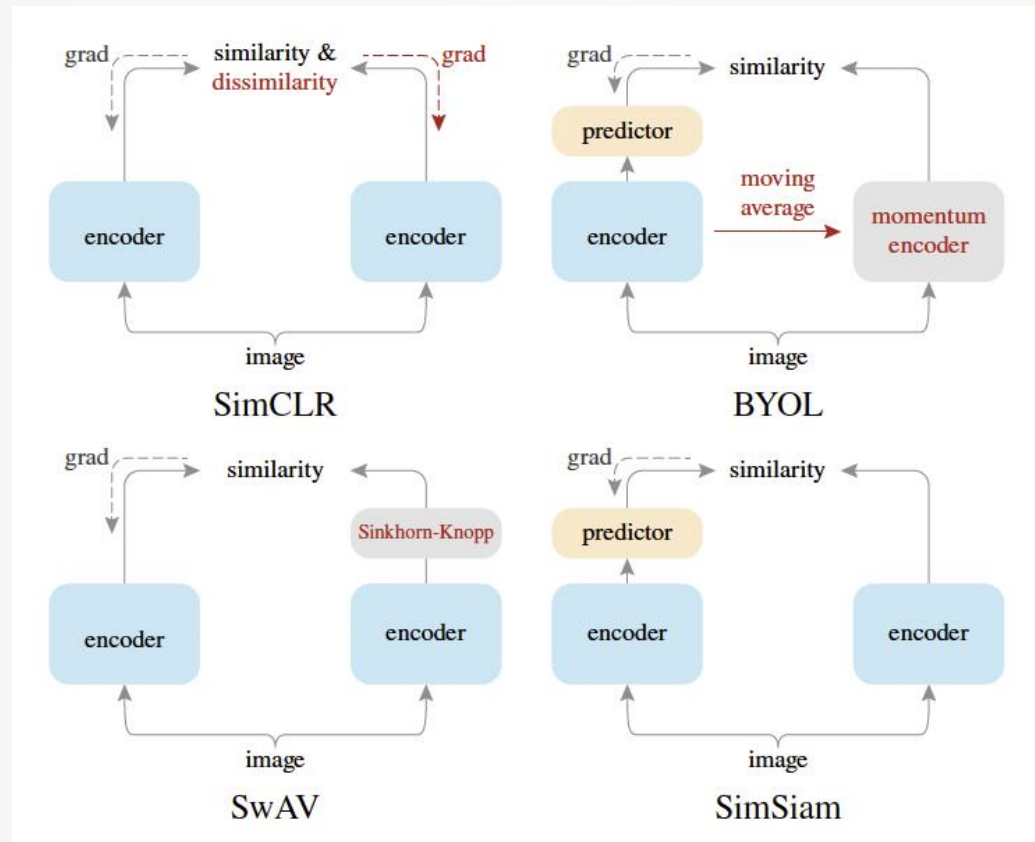 grad
similarity &
dissimilarity
grad
encoder
encoder
image
SimCLR
grad
similarity
predictor
encoder
moving
average
momentum
encoder
image
BYOL
grad
similarity
Sinkhorn-Knopp
encoder
encoder
image
SwAV
grad
similarity
predictor
encoder
encoder
image
SimSiam